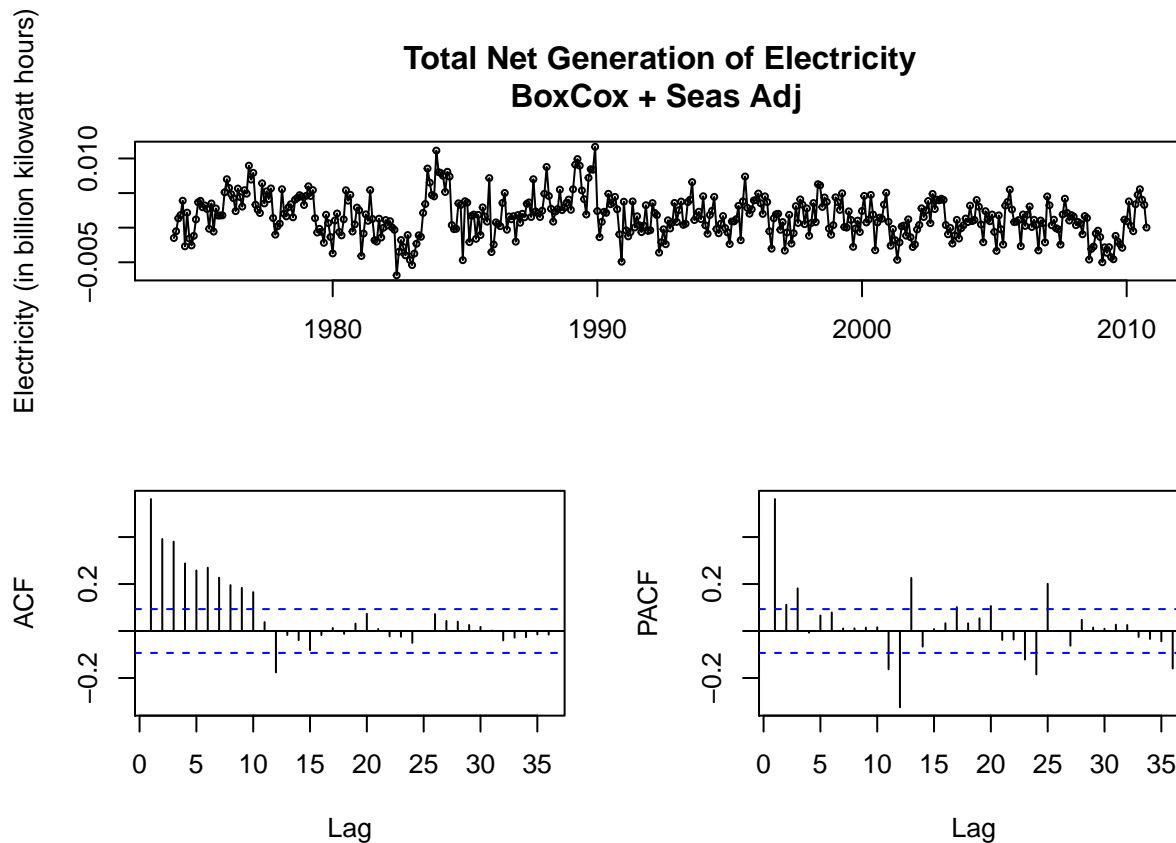 Total Net Generation of Electricity
BoxCox + Seas Adj
Electricity (in billion kilowatt hours)
0.010
−0.005
1980 1990 2000 2010
ACF
0.2
−0.2
0 5 10 15 20 25 30 35
Lag
PACF
0.2
−0.2
0 5 10 15 20 25 30 35
Lag